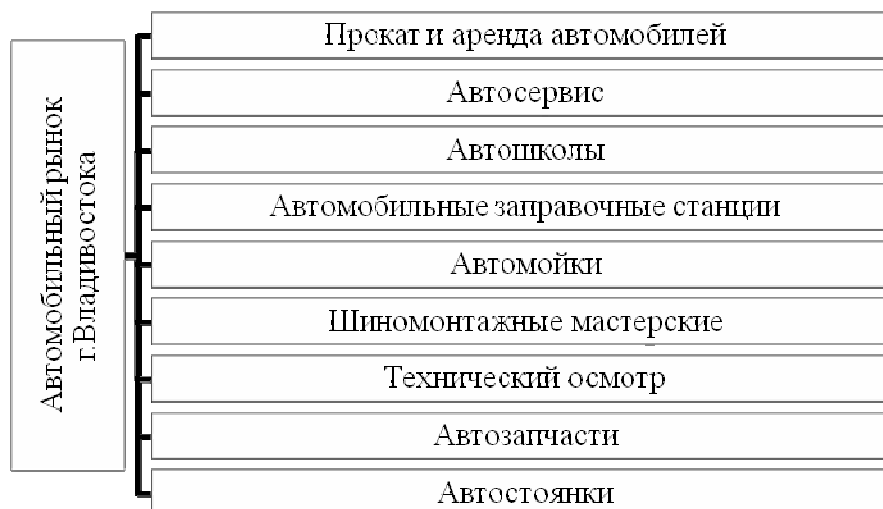 Автомобильный рынок
г.Владивостока
Прокат и аренда автомобилей
Автосервис
Автошколы
Автомобильные заправочные станции
Автомойки
Шиномонтажные мастерские
Технический осмотр
Автозапчасти
Автостоянки